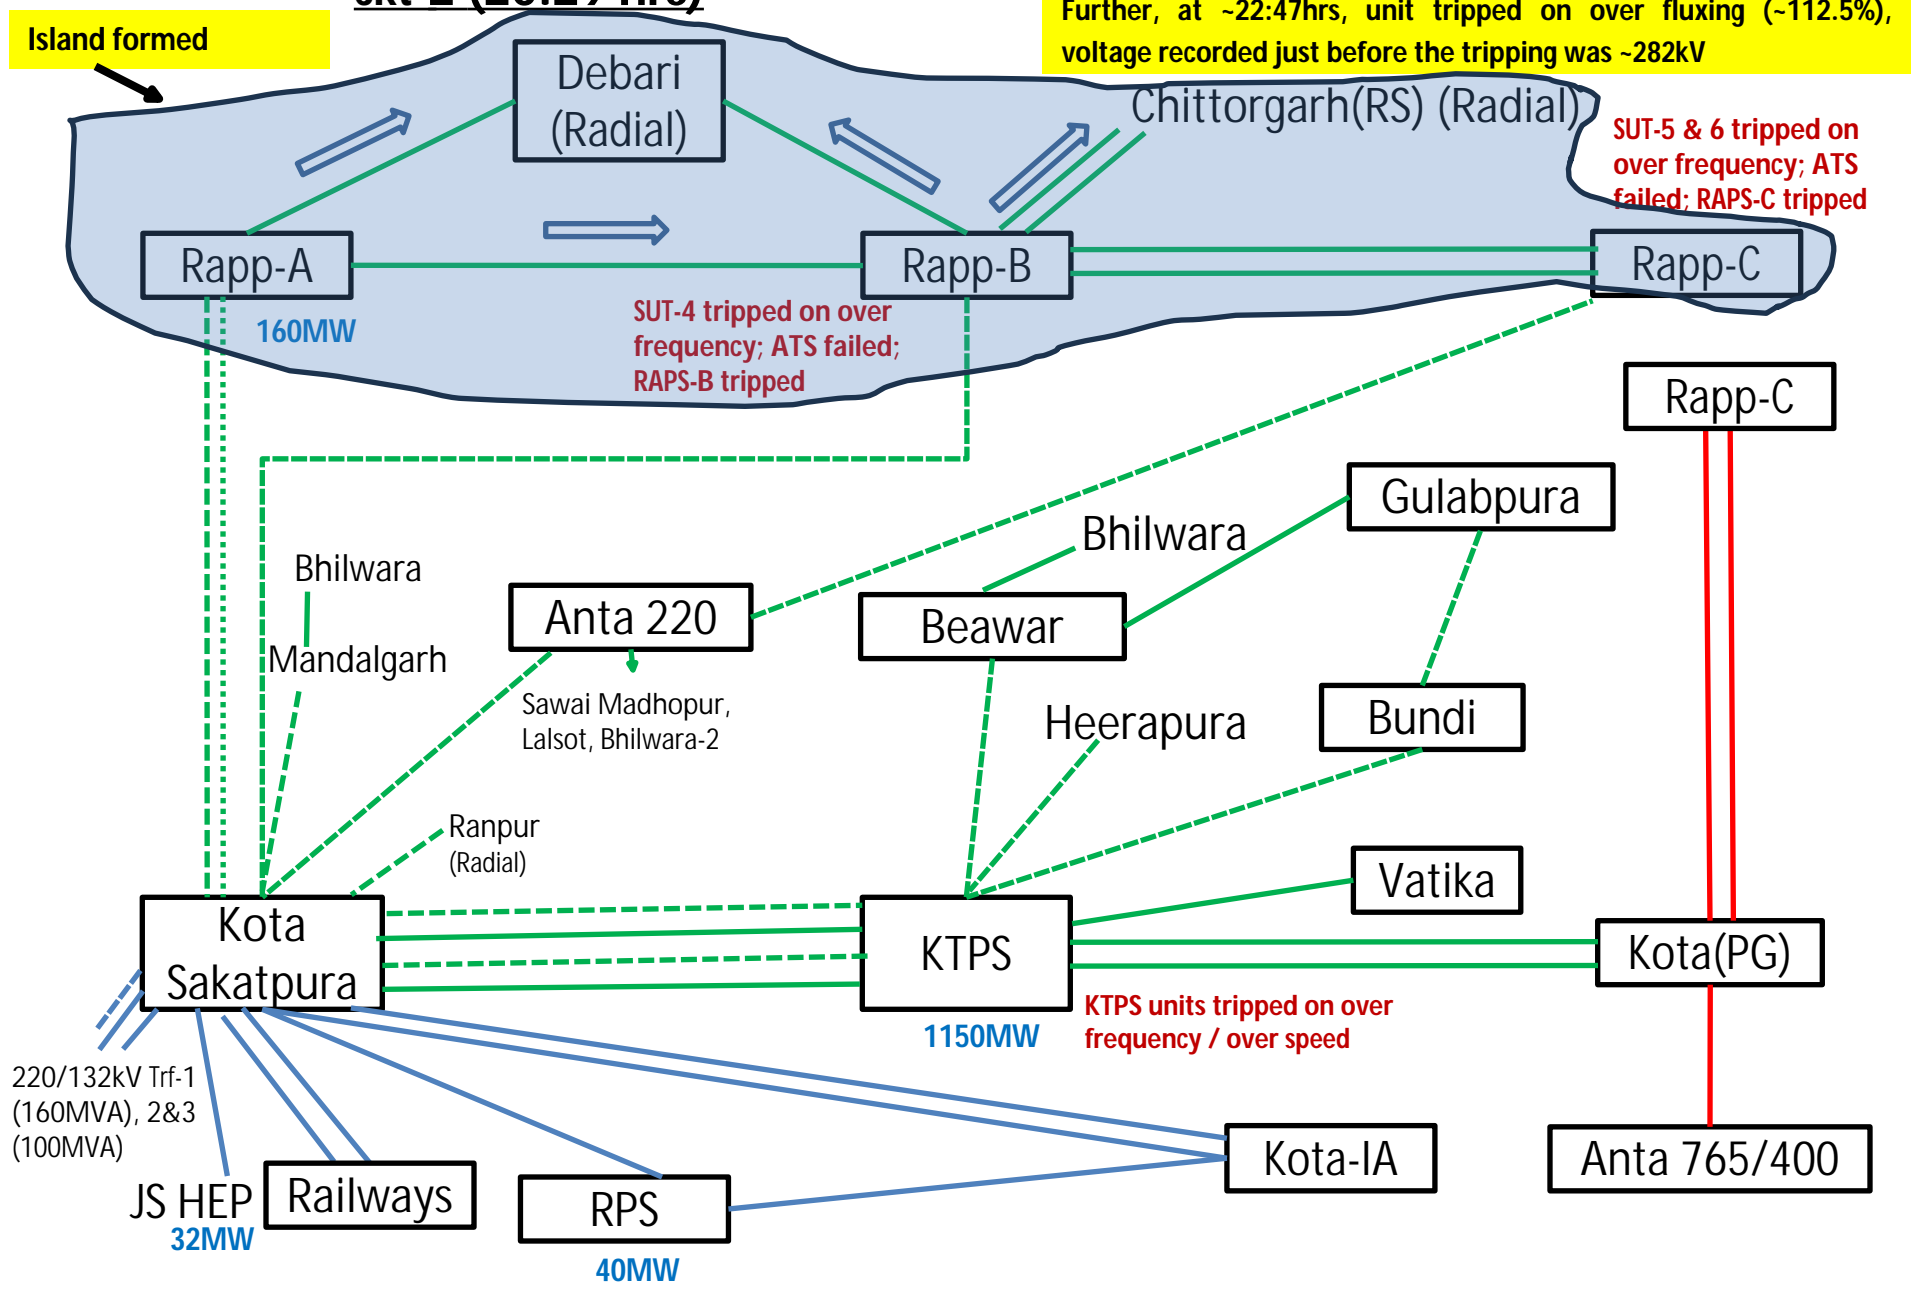 Island formed
Further, at ~22:47hrs, unit tripped on over fluxing (~112.5%),
voltage recorded just before the tripping was ~282kV
Debari
(Radial)
Chittorgarh(RS) (Radial)
SUT-5 & 6 tripped on
over frequency; ATS
failed; RAPS-C tripped
Rapp-A
Rapp-B
Rapp-C
160MW
SUT-4 tripped on over
frequency; ATS failed;
RAPS-B tripped
Rapp-C
Gulabpura
Bhilwara
Bhilwara
Anta 220
Beawar
Mandalgarh
Sawai Madhopur,
Lalsot, Bhilwara-2
Heerapura
Bundi
Ranpur
(Radial)
Vatika
Kota
Sakatpura
KTPS
Kota(PG)
1150MW
KTPS units tripped on over
frequency / over speed
220/132kV Trf-1
(160MVA), 2&3
(100MVA)
JS HEP
32MW
Railways
RPS
40MW
Kota-IA
Anta 765/400